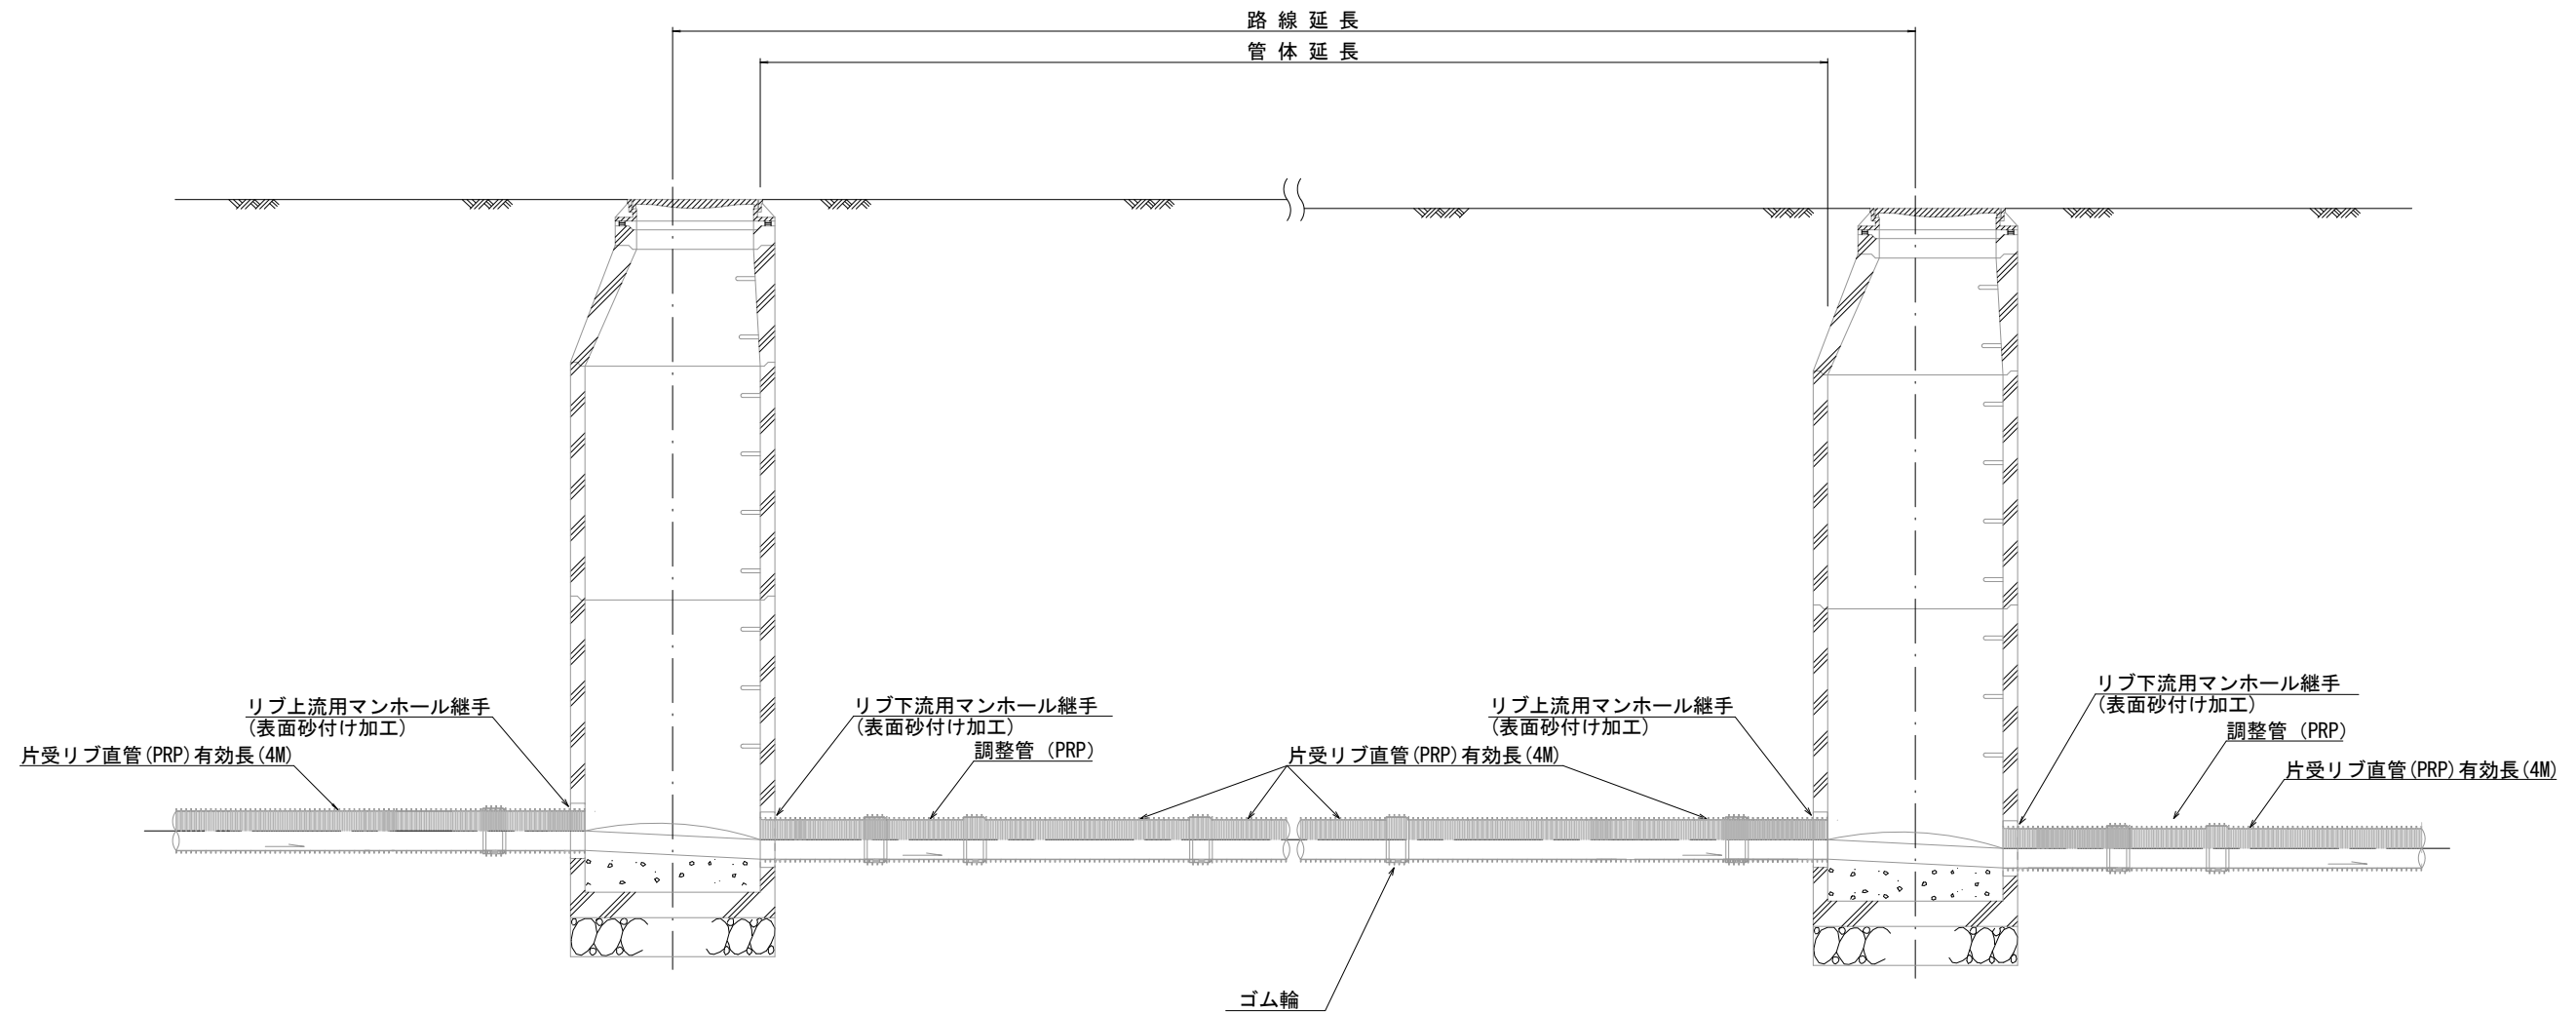 路線延長
管体延長
リブ上流用マンホール継手
(表面砂付け加工)
片受リブ直管(PRP)有効長(4M)
リブ下流用マンホール継手
(表面砂付け加工)
調整管 (PRP)
片受リブ直管(PRP)有効長(4M)
リブ上流用マンホール継手
(表面砂付け加工)
リブ下流用マンホール継手
(表面砂付け加工)
調整管 (PRP)
片受リブ直管(PRP)有効長(4M)
ゴム輪